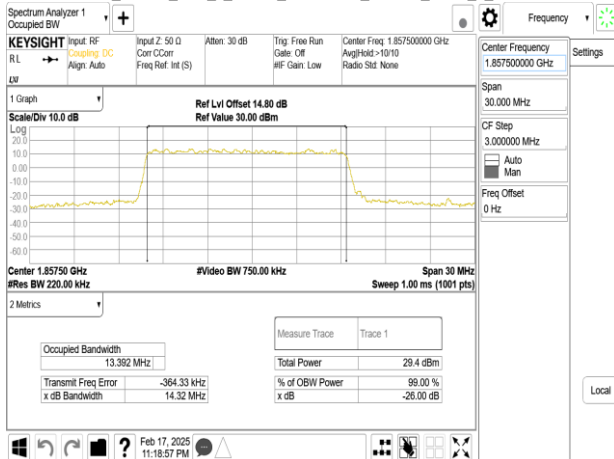 Spectrum Analyzer 1
Occupied BW
+
Frequency
KEYSIGHT
RL
LXI
Input: RF
Coupling: DC
Align: Auto
Input Z: 50 Ω
Corr CCorr
Freq Ref: Int (S)
Atten: 30 dB
Trig: Free Run
Gate: Off
#IF Gain: Low
Center Freq: 1.857500000 GHz
Avg|Hold:>10/10
Radio Std: None
Center Frequency
1.857500000 GHz
Settings
Span
30.000 MHz
CF Step
3.000000 MHz
Auto
Man
Freq Offset
0 Hz
Local
1 Graph
Scale/Div 10.0 dB
Ref Lvl Offset 14.80 dB
Ref Value 30.00 dBm
Log
20.0
10.0
0.00
-10.0
-20.0
-30.0
-40.0
-50.0
-60.0
Center 1.85750 GHz
#Res BW 220.00 kHz
#Video BW 750.00 kHz
Span 30 MHz
Sweep 1.00 ms (1001 pts)
2 Metrics
Measure Trace Trace 1
Occupied Bandwidth
13.392 MHz
Total Power 29.4 dBm
Transmit Freq Error -364.33 kHz
% of OBW Power 99.00 %
x dB Bandwidth 14.32 MHz
x dB -26.00 dB
?
Feb 17, 2025
11:18:57 PM